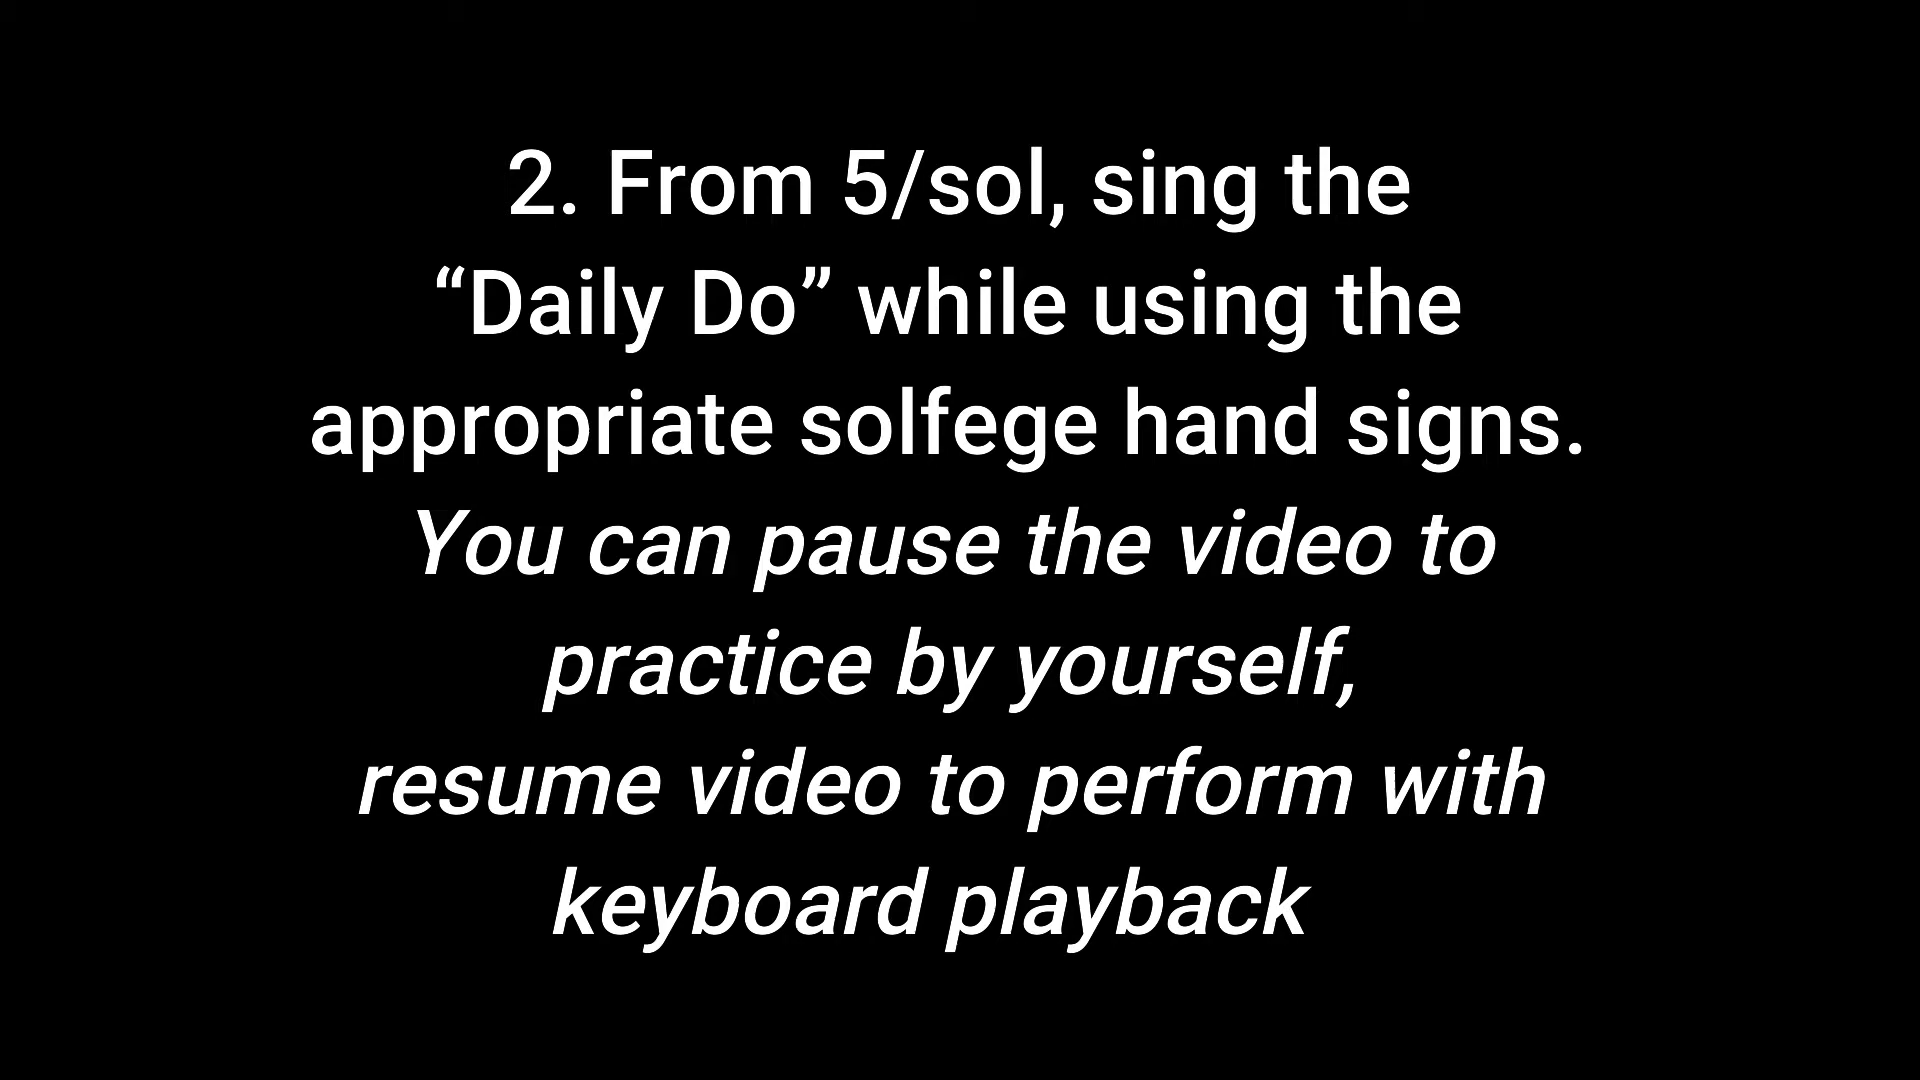 2. From 5/sol, sing the
“Daily Do” while using the
appropriate solfege hand signs.
You can pause the video to
practice by yourself,
resume video to perform with
keyboard playback